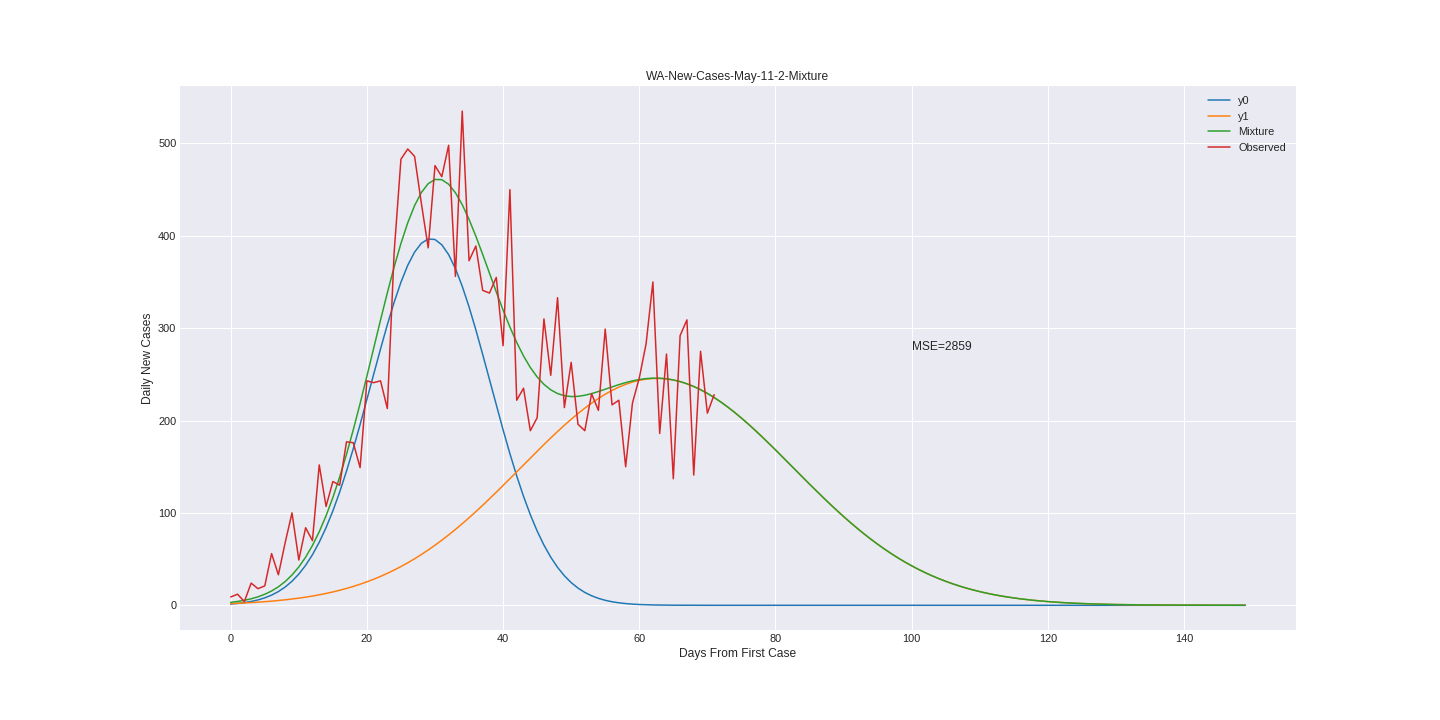 WA-New-Cases-May-11-2-Mixture
y0
y1
Mixture
Observed
500
400
300
200
100
0
Daily New Cases
MSE=2859
0 20 40 60 80 100 120 140
Days From First Case